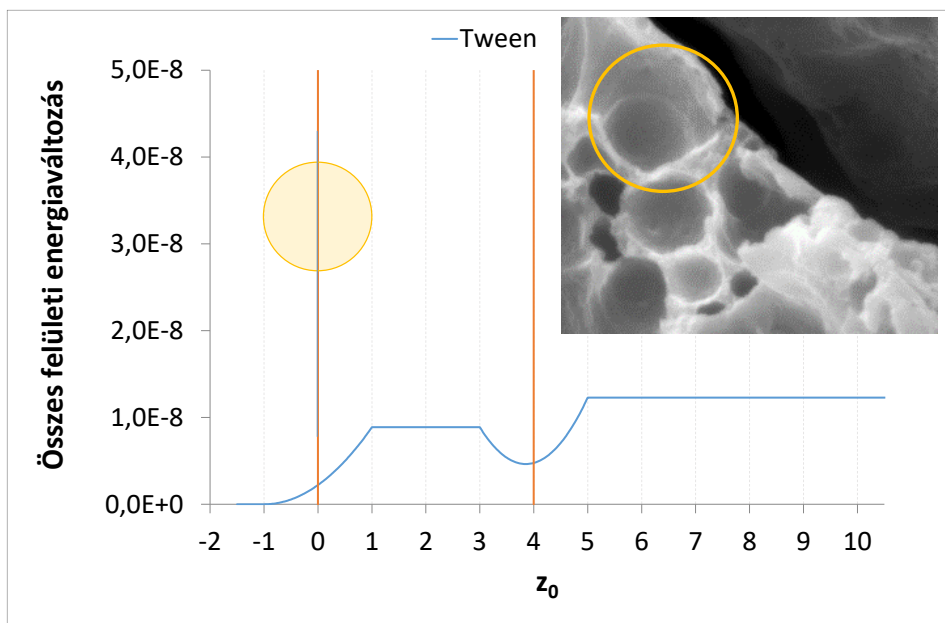 Tween
Összes felületi energiaváltozás
5,0E-8
4,0E-8
3,0E-8
2,0E-8
1,0E-8
0,0E+0
-2 -1 0 1 2 3 4 5 6 7 8 9 10
z0